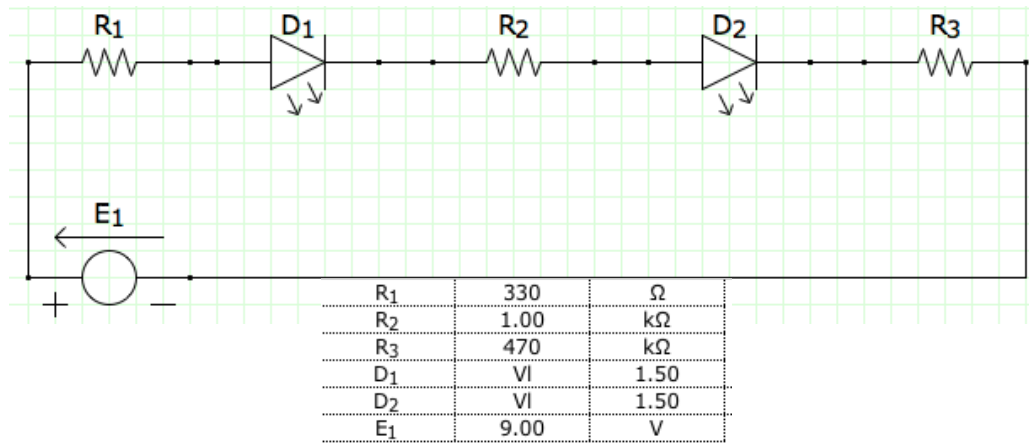 R1 D1 R2 D2 R3
E1
+ −
R1 330 Ω
R2 1.00 kΩ
R3 470 kΩ
D1 Vl 1.50
D2 Vl 1.50
E1 9.00 V